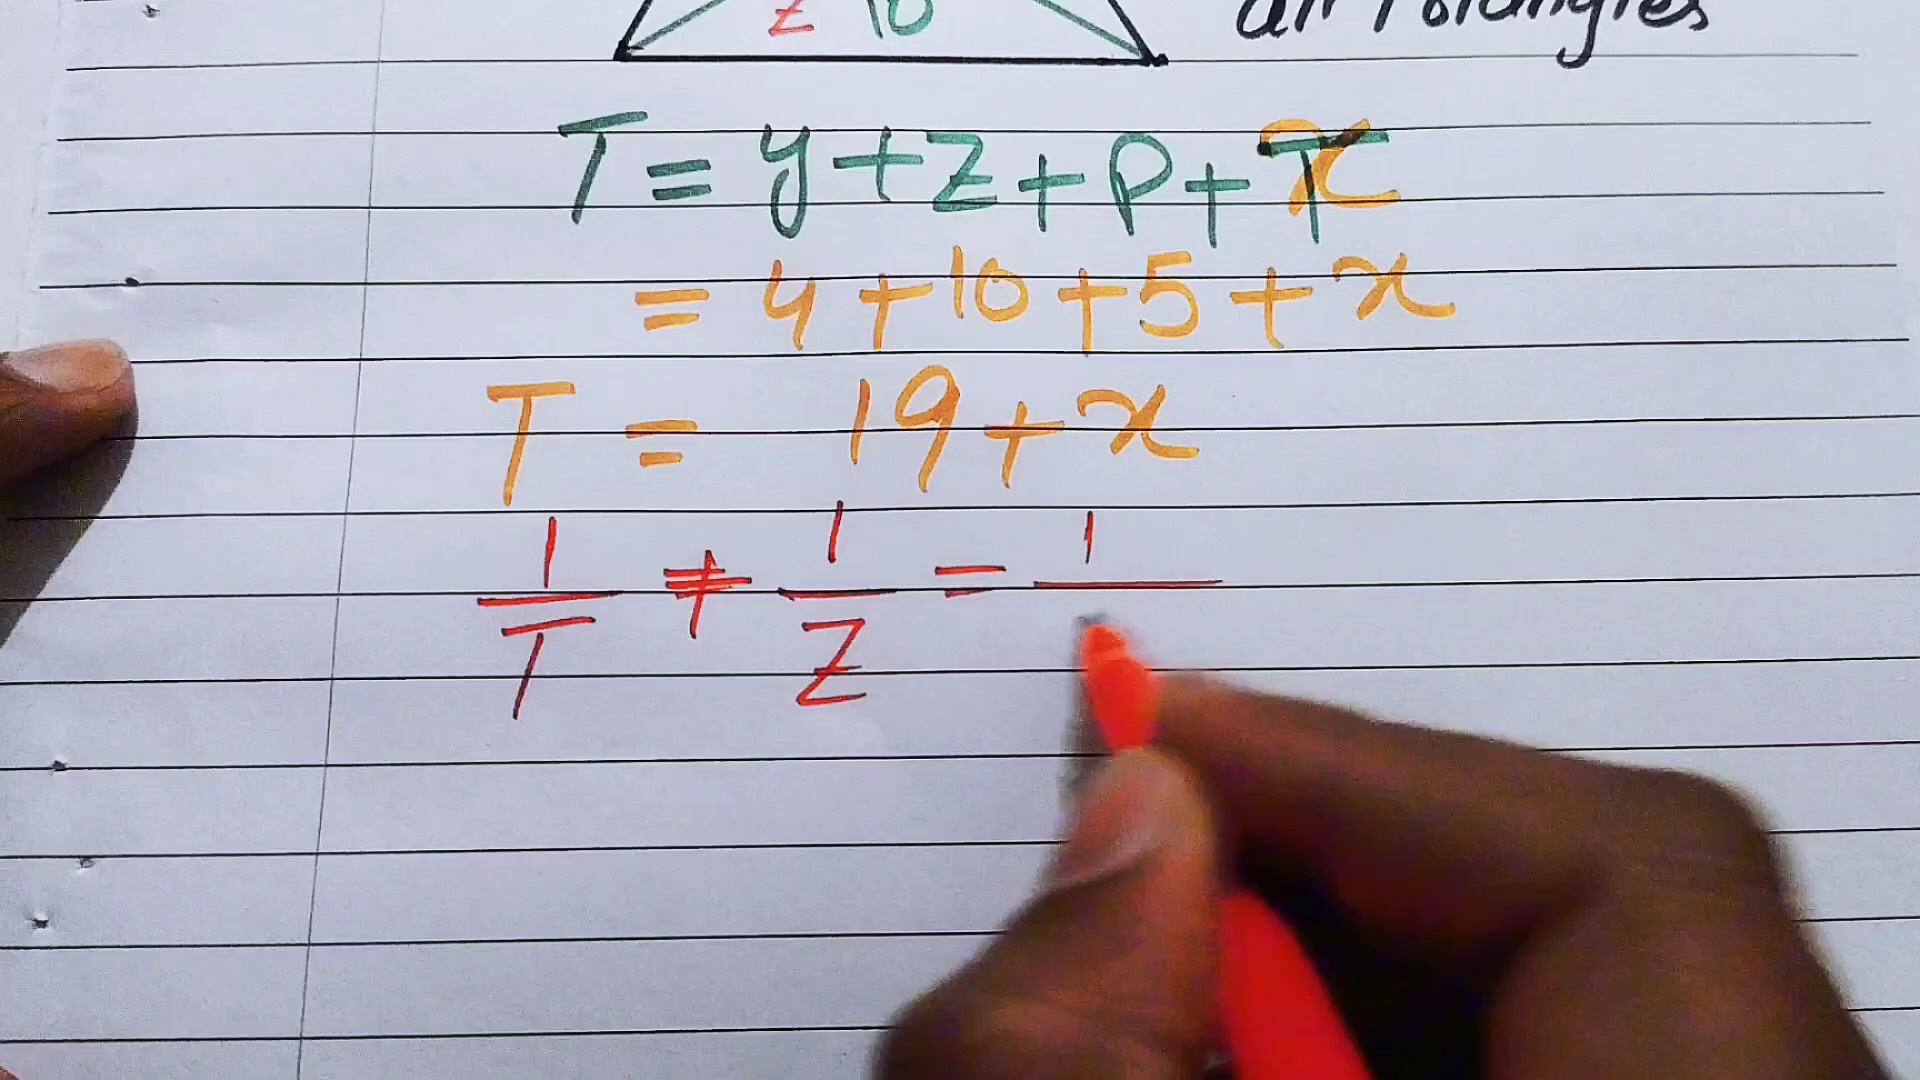 z 10
all Triangles
T = y + z + p + x
= 4 + 10 + 5 + x
T = 19 + x
1/T ≠ 1/z = 1/